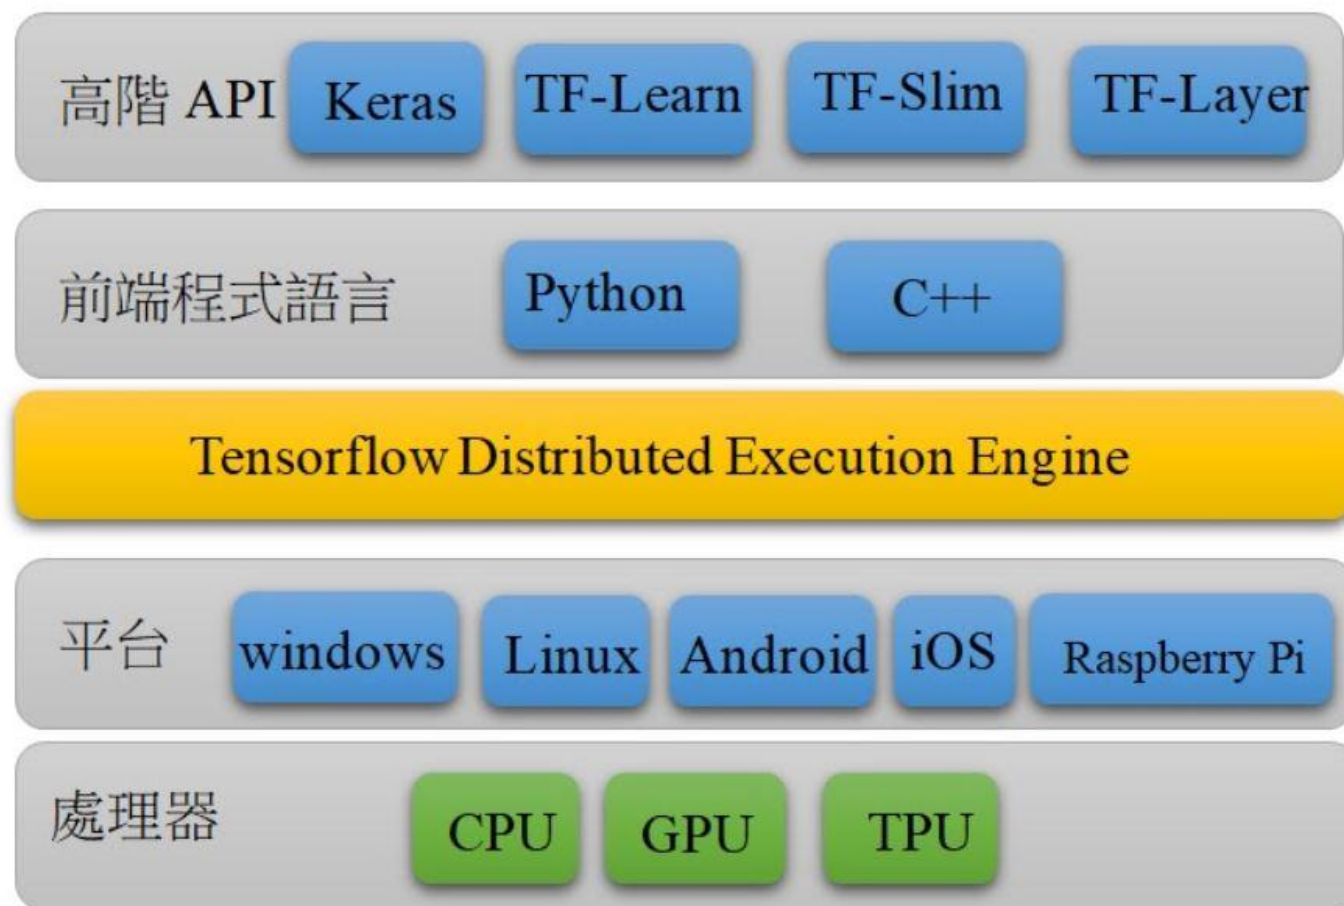 高階 API Keras TF-Learn TF-Slim TF-Layer
前端程式語言 Python C++
Tensorflow Distributed Execution Engine
平台 windows Linux Android iOS Raspberry Pi
處理器 CPU GPU TPU